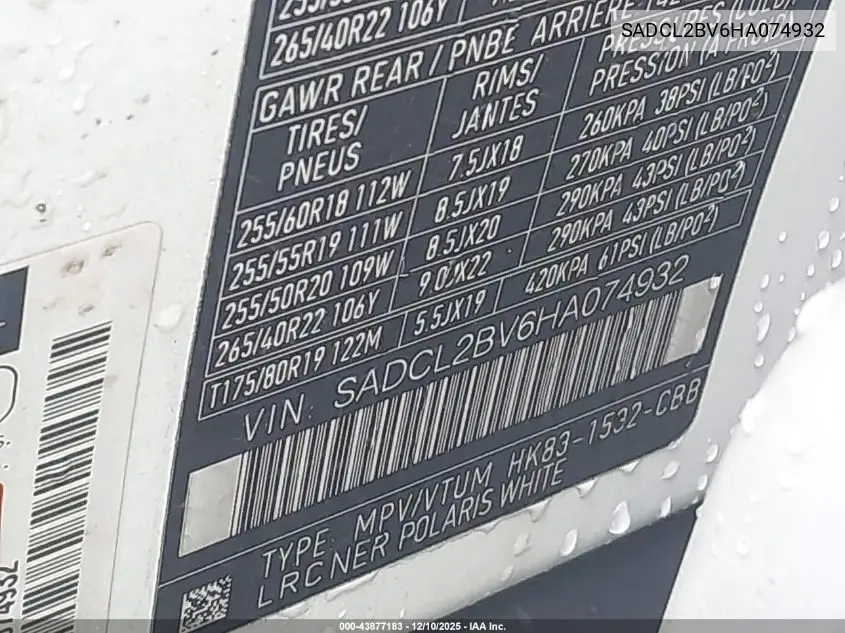 SADCL2BV6HA074932
265/40R22 106Y
GAWR REAR / PNBE ARRIERE
TIRES/ PNEUS
RIMS/ JANTES
PRESSION
255/60R18 112W 7.5JX18 260KPA 38PSI (LB/PO²)
255/55R19 111W 8.5JX19 270KPA 40PSI (LB/PO²)
255/50R20 109W 8.5JX20 290KPA 43PSI (LB/PO²)
265/40R22 106Y 9.0JX22 290KPA 43PSI (LB/PO²)
T175/80R19 122M 5.5JX19 420KPA 61PSI (LB/PO²)
VIN: SADCL2BV6HA074932
TYPE: MPV/VTUM HK83-1532-CBB
LRC NER POLARIS WHITE
000-43877183 - 12/10/2025 - IAA Inc.